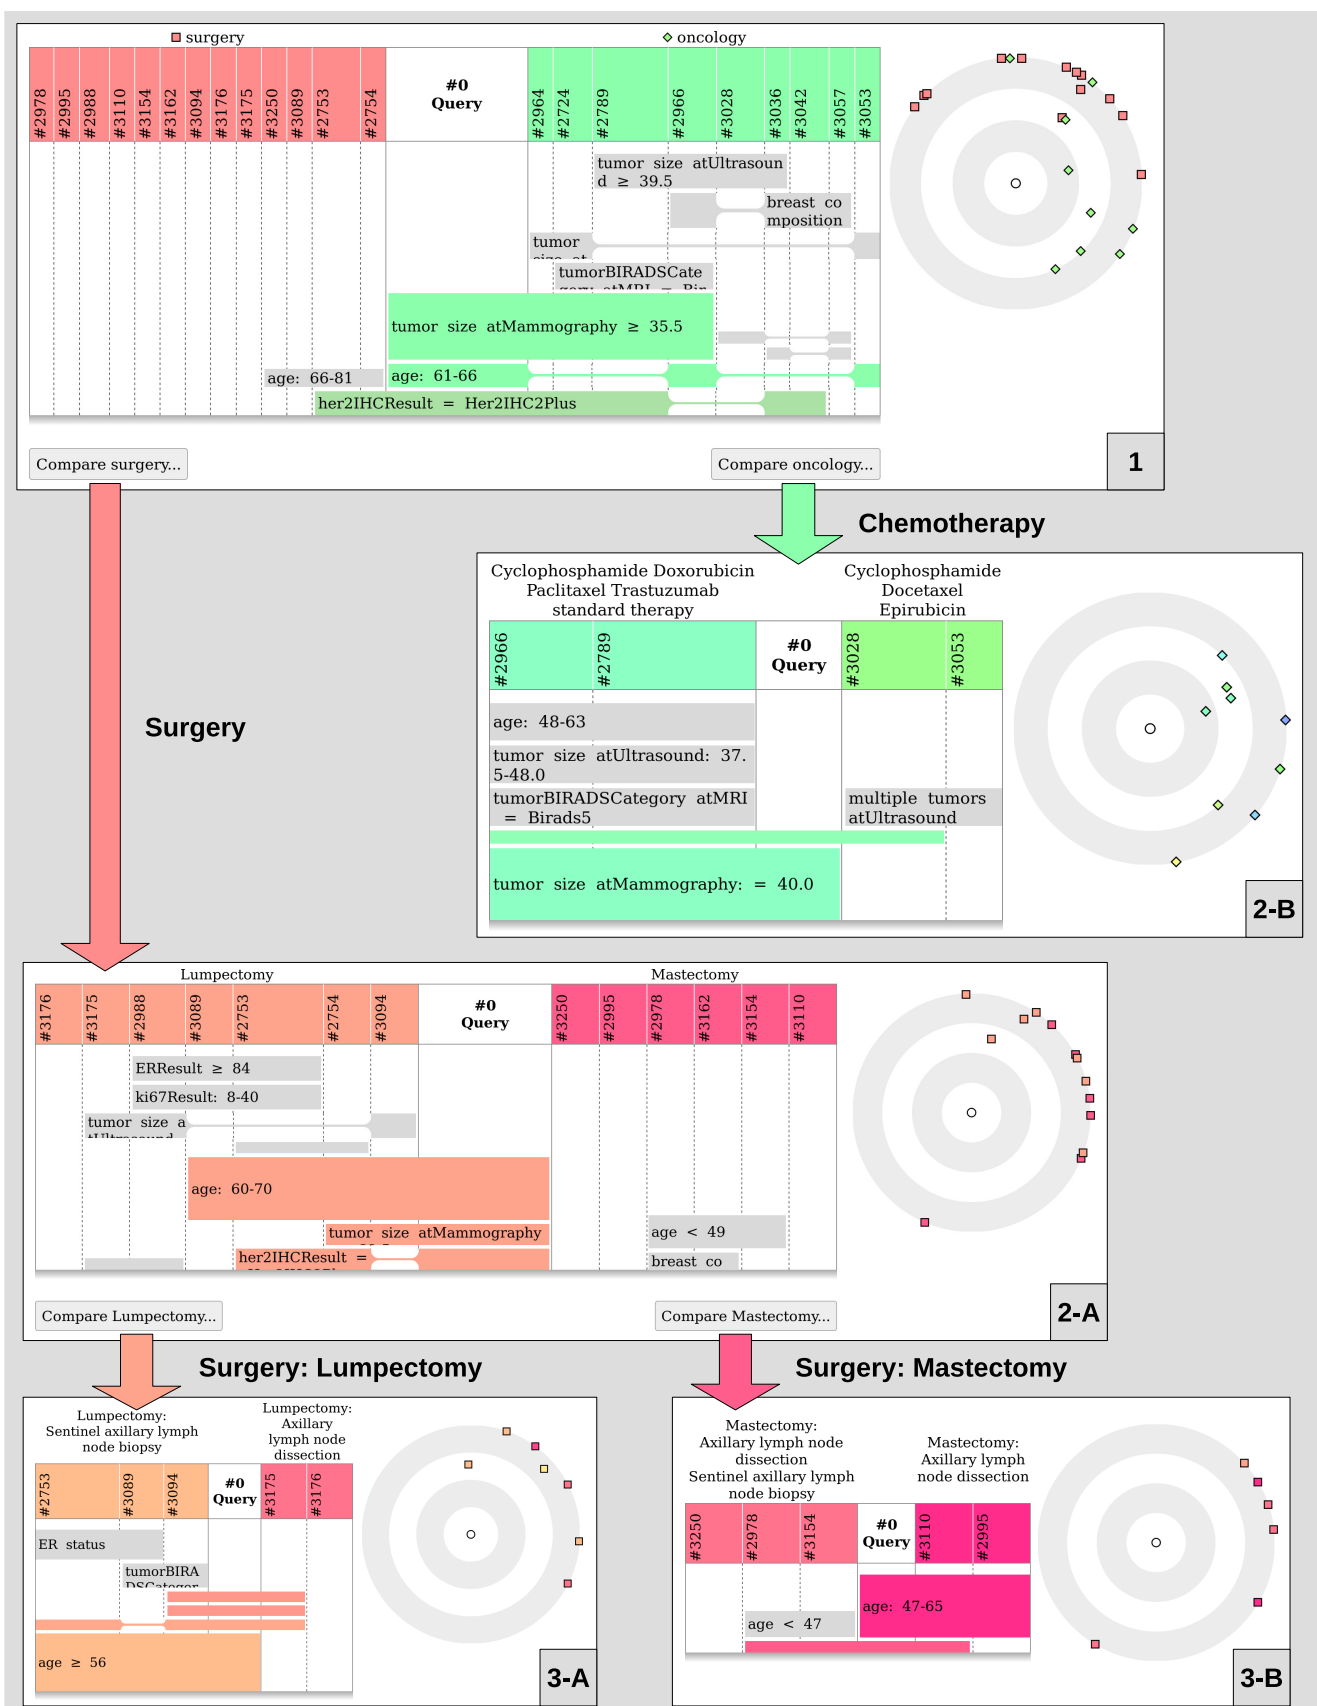 surgery
oncology
#2978
#2995
#2988
#3110
#3154
#3162
#3094
#3176
#3175
#3250
#3089
#2753
#2754
#0
Query
#2964
#2724
#2789
#2966
#3028
#3036
#3042
#3057
#3053
tumor size atUltrasoun
d ≥ 39.5
breast co
mposition
tumor
size at
tumorBIRADSCate
gory atMRI = Bir
tumor size atMammography ≥ 35.5
age: 66-81
age: 61-66
her2IHCResult = Her2IHC2Plus
Compare surgery...
Compare oncology...
1
Chemotherapy
Surgery
Cyclophosphamide Doxorubicin
Paclitaxel Trastuzumab
standard therapy
Cyclophosphamide
Docetaxel
Epirubicin
#2966
#2789
#0
Query
#3028
#3053
age: 48-63
tumor size atUltrasound: 37.
5-48.0
tumorBIRADSCategory atMRI
= Birads5
multiple tumors
atUltrasound
tumor size atMammography: = 40.0
2-B
Lumpectomy
Mastectomy
#3176
#3175
#2988
#3089
#2753
#2754
#3094
#0
Query
#3250
#2995
#2978
#3162
#3154
#3110
ERResult ≥ 84
ki67Result: 8-40
tumor size a
tUltrasound
age: 60-70
tumor size atMammography
her2IHCResult =
age < 49
breast co
Compare Lumpectomy...
Compare Mastectomy...
2-A
Surgery: Lumpectomy
Surgery: Mastectomy
Lumpectomy:
Sentinel axillary lymph
node biopsy
Lumpectomy:
Axillary
lymph node
dissection
#2753
#3089
#3094
#0
Query
#3175
#3176
ER status
tumorBIRA
DSCategor
age ≥ 56
3-A
Mastectomy:
Axillary lymph node
dissection
Sentinel axillary lymph
node biopsy
Mastectomy:
Axillary lymph
node dissection
#3250
#2978
#3154
#0
Query
#3110
#2995
age: 47-65
age < 47
3-B